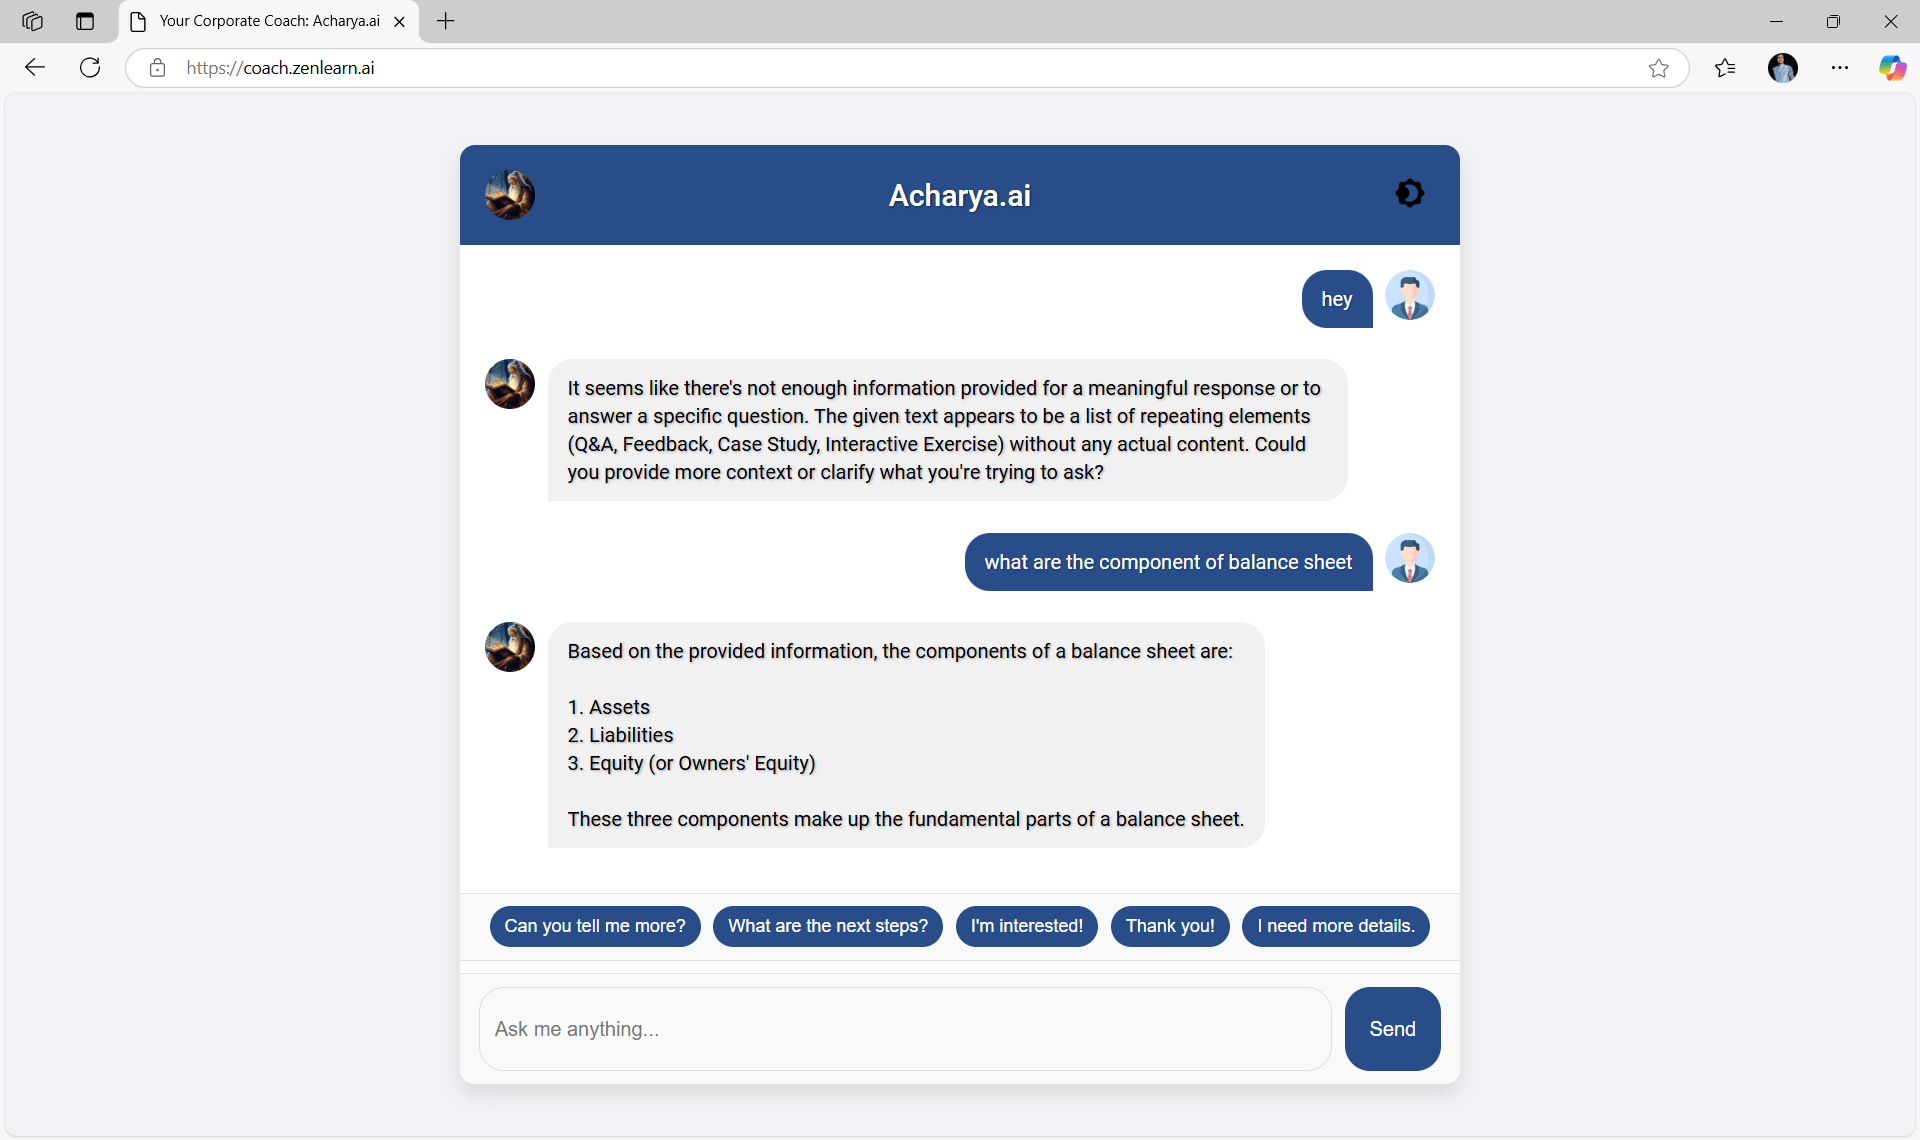 Your Corporate Coach: Acharya.ai
https://coach.zenlearn.ai
Acharya.ai
hey
It seems like there's not enough information provided for a meaningful response or to
answer a specific question. The given text appears to be a list of repeating elements
(Q&A, Feedback, Case Study, Interactive Exercise) without any actual content. Could
you provide more context or clarify what you're trying to ask?
what are the component of balance sheet
Based on the provided information, the components of a balance sheet are:
1. Assets
2. Liabilities
3. Equity (or Owners' Equity)
These three components make up the fundamental parts of a balance sheet.
Can you tell me more? What are the next steps? I'm interested! Thank you! I need more details.
Ask me anything... Send